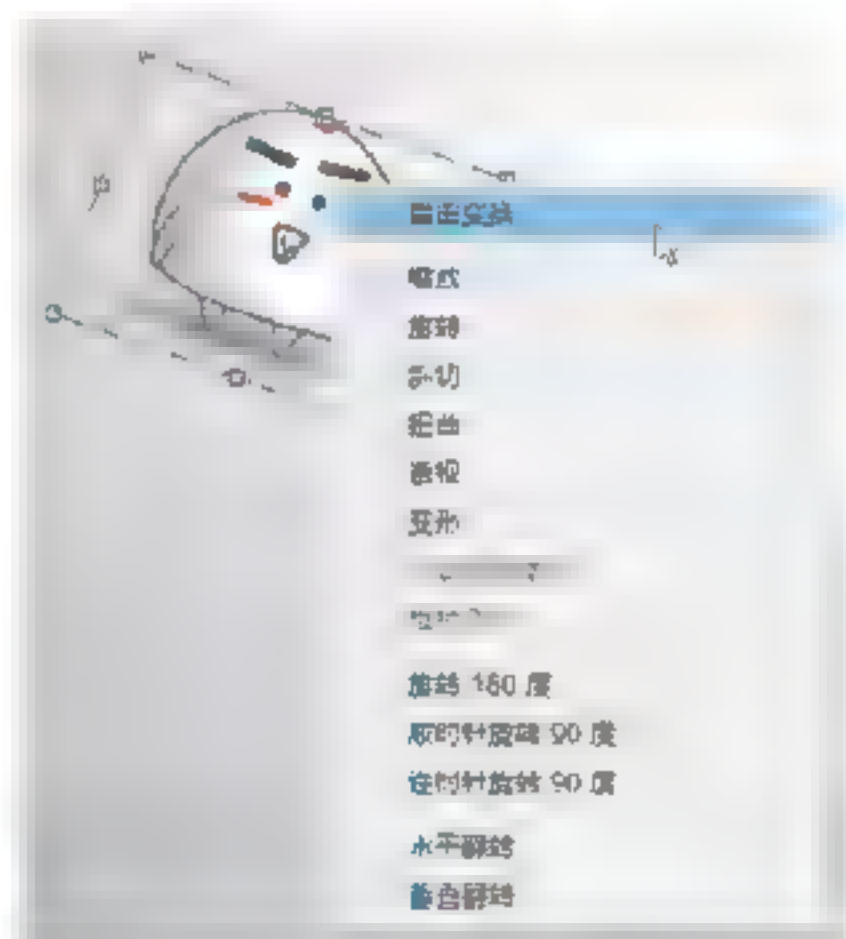 自由变换
缩放
旋转
斜切
扭曲
透视
变形
旋转 180 度
顺时针旋转 90 度
逆时针旋转 90 度
水平翻转
垂直翻转